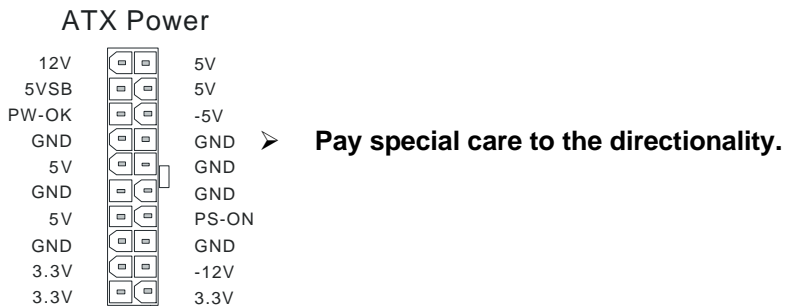 ATX Power
12V 5V
5VSB 5V
PW-OK -5V
GND GND
➢ Pay special care to the directionality.
5V GND
GND GND
5V PS-ON
GND GND
3.3V -12V
3.3V 3.3V